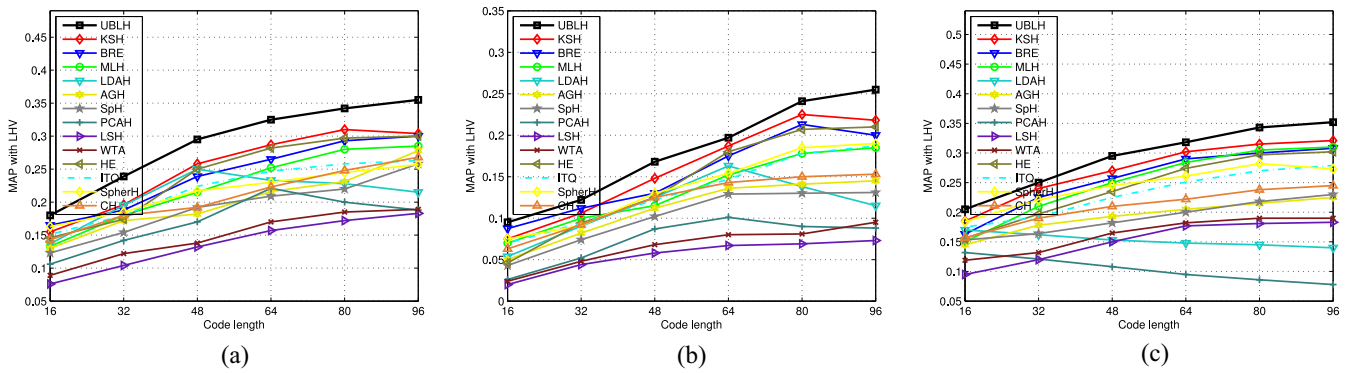 0.45
0.4
0.35
0.3
0.25
0.2
0.15
0.1
0.05
MAP with LHV
UBLH
KSH
BRE
MLH
LDAH
AGH
SpH
PCAH
LSH
WTA
HE
ITQ
SpherH
CH
16 32 48 64 80 96
Code length
(a)
0.35
0.3
0.25
0.2
0.15
0.1
0.05
0
MAP with LHV
UBLH
KSH
BRE
MLH
LDAH
AGH
SpH
PCAH
LSH
WTA
HE
ITQ
SpherH
CH
16 32 48 64 80 96
Code length
(b)
0.5
0.45
0.4
0.35
0.3
0.25
0.2
0.15
0.1
0.05
MAP with LHV
UBLH
KSH
BRE
MLH
LDAH
AGH
SpH
PCAH
LSH
WTA
HE
ITQ
SpherH
CH
16 32 48 64 80 96
Code length
(c)